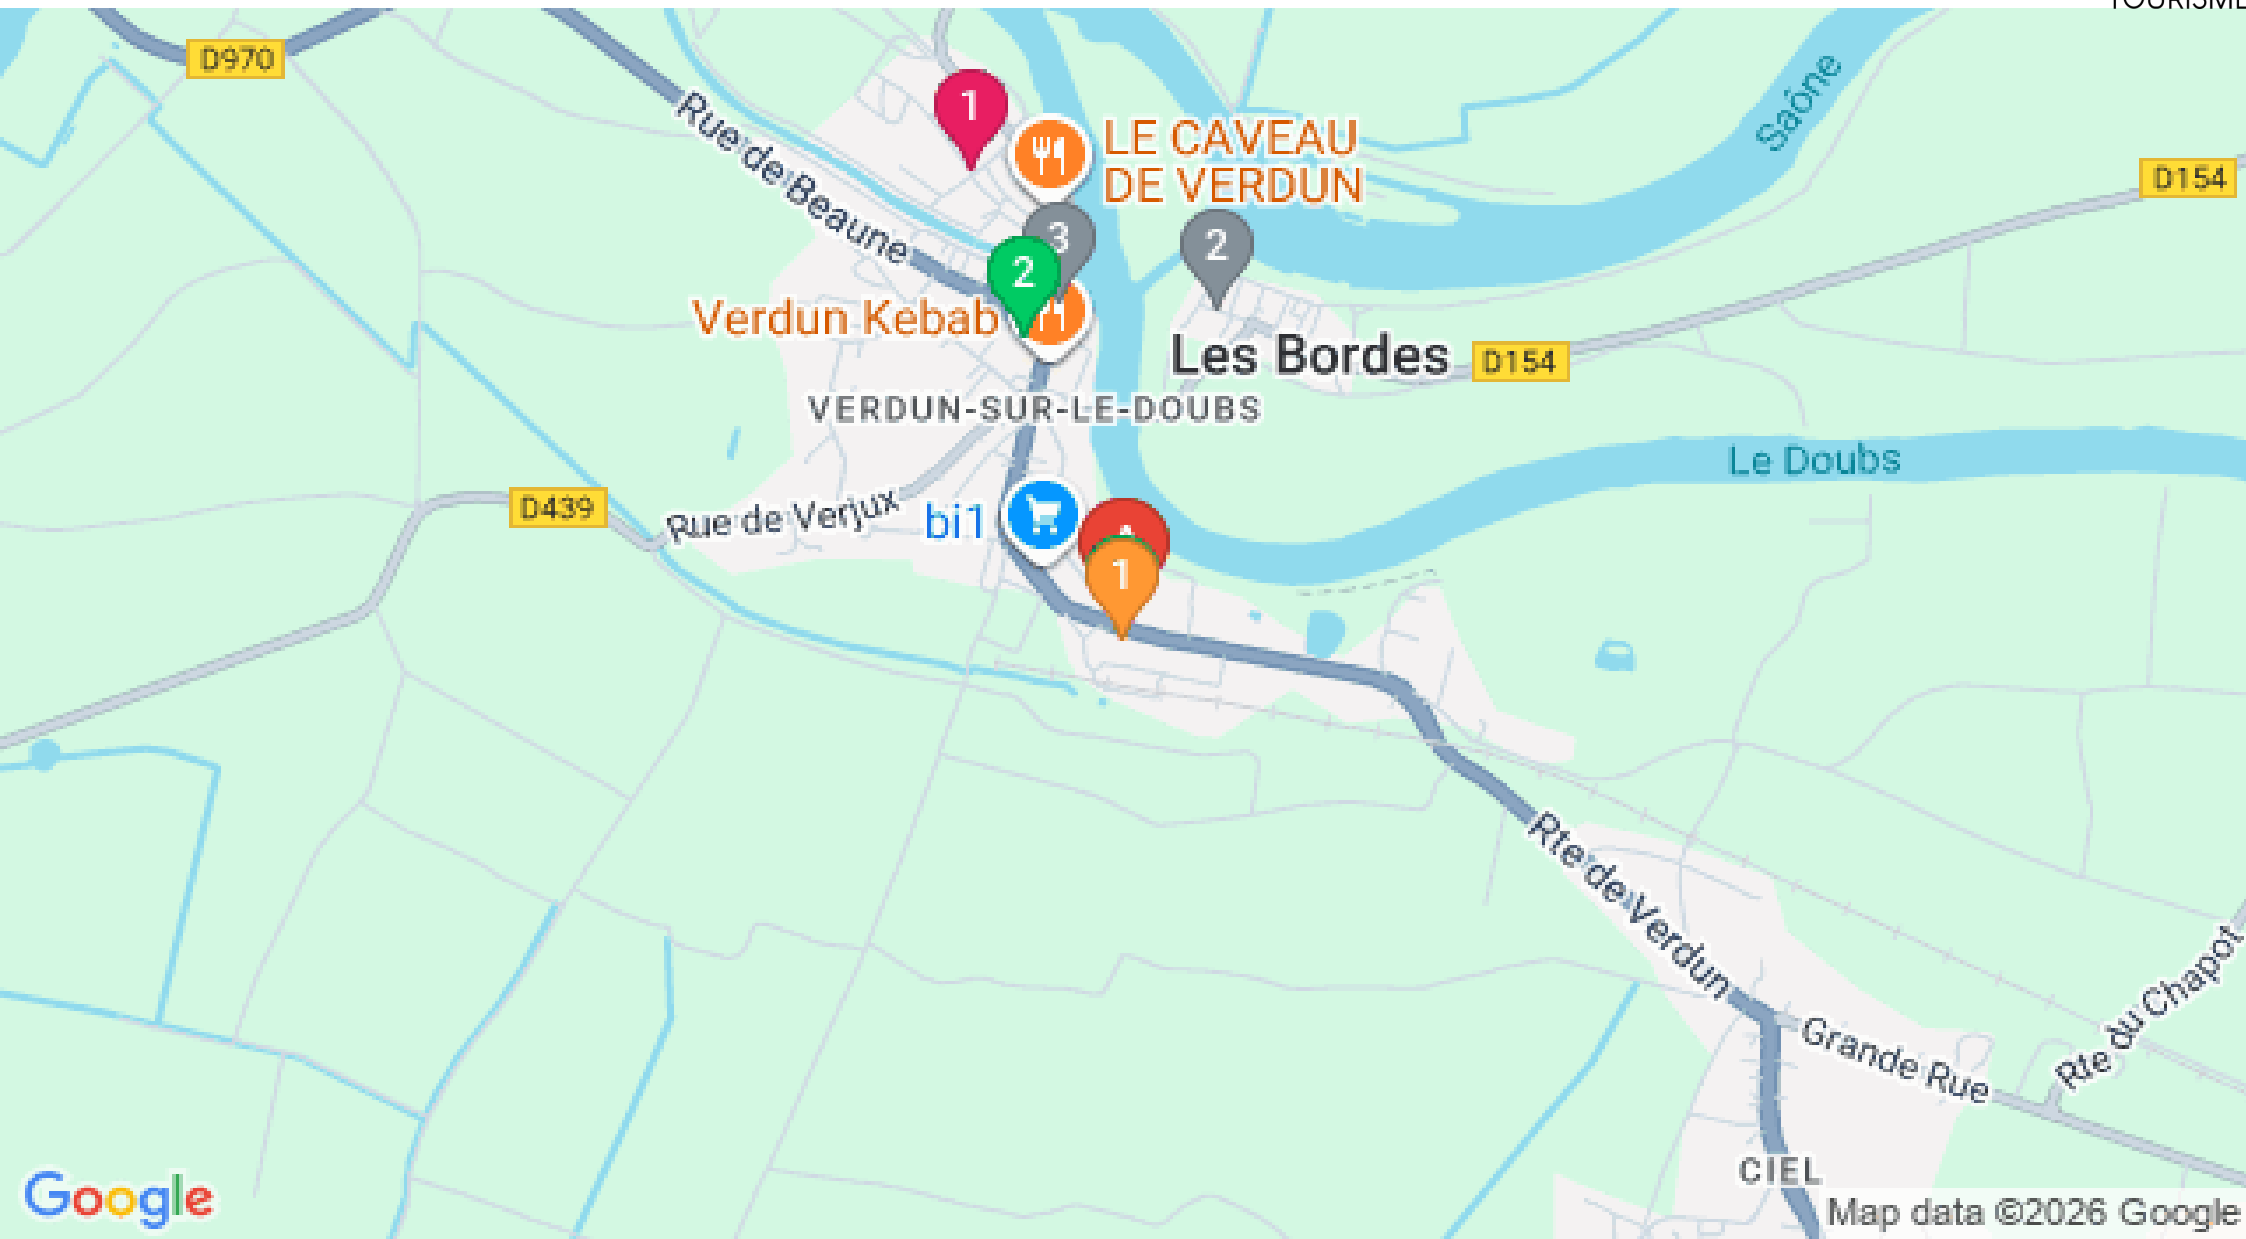 TOURISME
D970
Saône
1
LE CAVEAU
DE VERDUN
Rue de Beaune
D154
3
2
2
Verdun Kebab
Les Bordes
D154
VERDUN-SUR-LE-DOUBS
Le Doubs
D439
Rue de Verjux
bi1
1
Rte de Verdun
Rte du Chapot
Grande Rue
CIEL
Google
Map data ©2026 Google